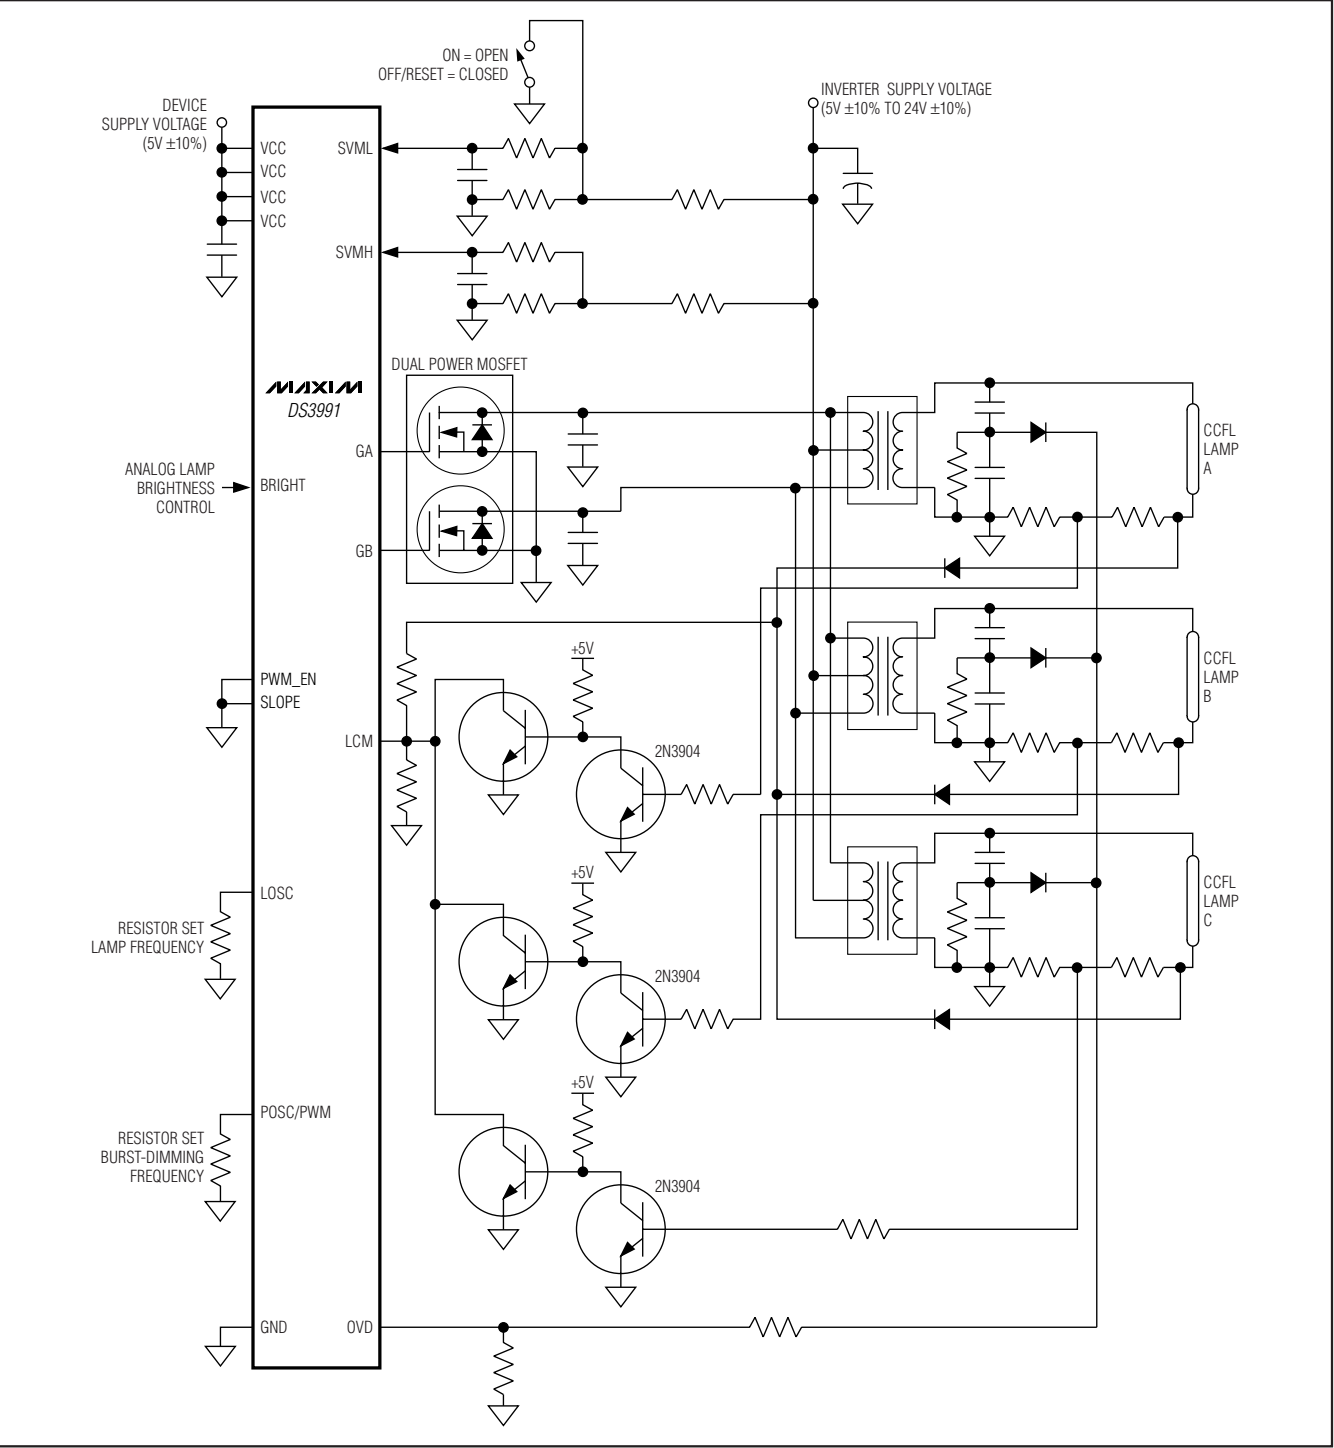 ON = OPEN
OFF/RESET = CLOSED
INVERTER SUPPLY VOLTAGE
(5V ±10% TO 24V ±10%)
DEVICE
SUPPLY VOLTAGE
(5V ±10%)
VCC
VCC
VCC
VCC
SVML
SVMH
DUAL POWER MOSFET
MAXIM
DS3991
GA
GB
ANALOG LAMP
BRIGHTNESS
CONTROL
BRIGHT
CCFL
LAMP
A
PWM_EN
SLOPE
LCM
+5V
2N3904
CCFL
LAMP
B
LOSC
RESISTOR SET
LAMP FREQUENCY
+5V
2N3904
CCFL
LAMP
C
POSC/PWM
RESISTOR SET
BURST-DIMMING
FREQUENCY
+5V
2N3904
GND
OVD